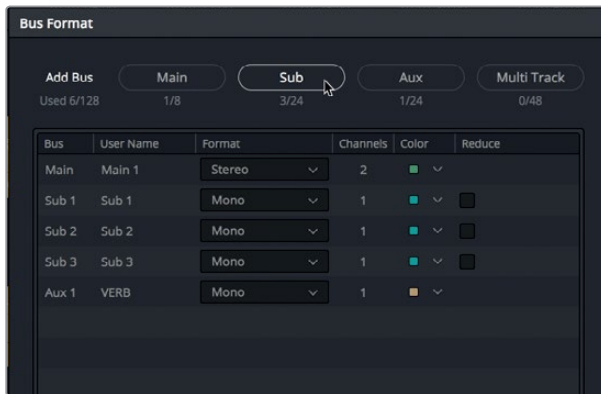 Bus Format
Add Bus Main Sub Aux Multi Track
Used 6/128 1/8 3/24 1/24 0/48
Bus User Name Format Channels Color Reduce
Main Main 1 Stereo 2
Sub 1 Sub 1 Mono 1
Sub 2 Sub 2 Mono 1
Sub 3 Sub 3 Mono 1
Aux 1 VERB Mono 1